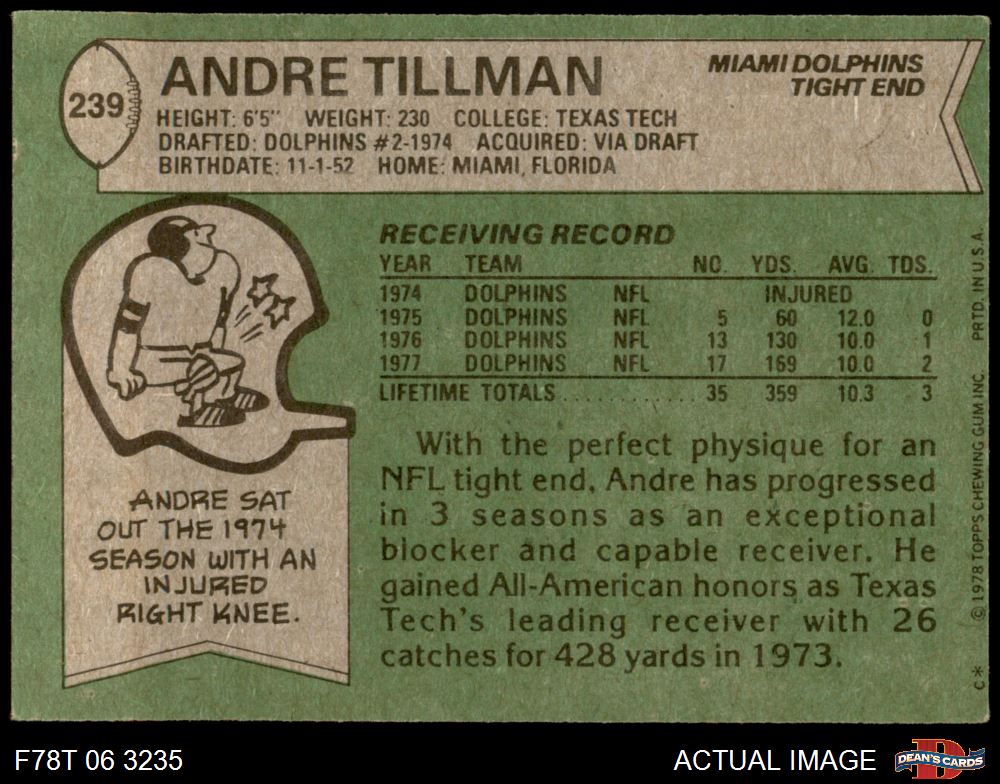 239
ANDRE TILLMAN
MIAMI DOLPHINS
TIGHT END
HEIGHT: 6'5" WEIGHT: 230 COLLEGE: TEXAS TECH
DRAFTED: DOLPHINS #2-1974 ACQUIRED: VIA DRAFT
BIRTHDATE: 11-1-52 HOME: MIAMI, FLORIDA
RECEIVING RECORD
YEAR TEAM NO. YDS. AVG. TDS.
1974 DOLPHINS NFL INJURED
1975 DOLPHINS NFL 5 60 12.0 0
1976 DOLPHINS NFL 13 130 10.0 1
1977 DOLPHINS NFL 17 169 10.0 2
LIFETIME TOTALS . . . . . . . . . . . . 35 359 10.3 3
With the perfect physique for an
NFL tight end, Andre has progressed
in 3 seasons as an exceptional
blocker and capable receiver. He
gained All-American honors as Texas
Tech's leading receiver with 26
catches for 428 yards in 1973.
ANDRE SAT
OUT THE 1974
SEASON WITH AN
INJURED
RIGHT KNEE.
C* © 1978 TOPPS CHEWING GUM INC. PRTD. IN U.S.A.
F78T 06 3235
ACTUAL IMAGE
DEAN'S CARDS